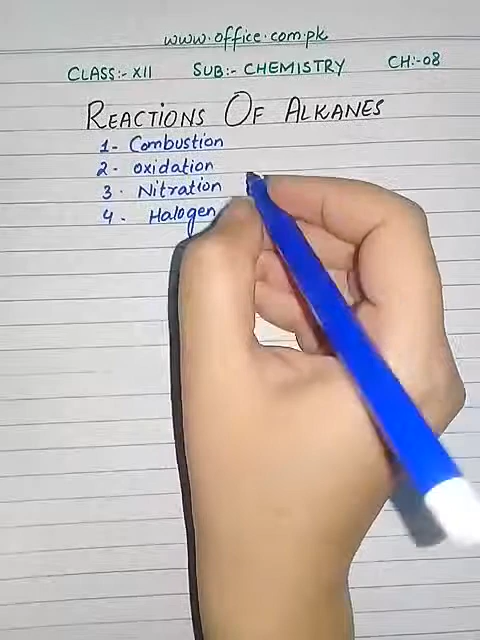 www.office.com.pk
CLASS:- XII SUB:- CHEMISTRY CH:-08
REACTIONS OF ALKANES
1- Combustion
2- oxidation
3. Nitration
4. Halogen